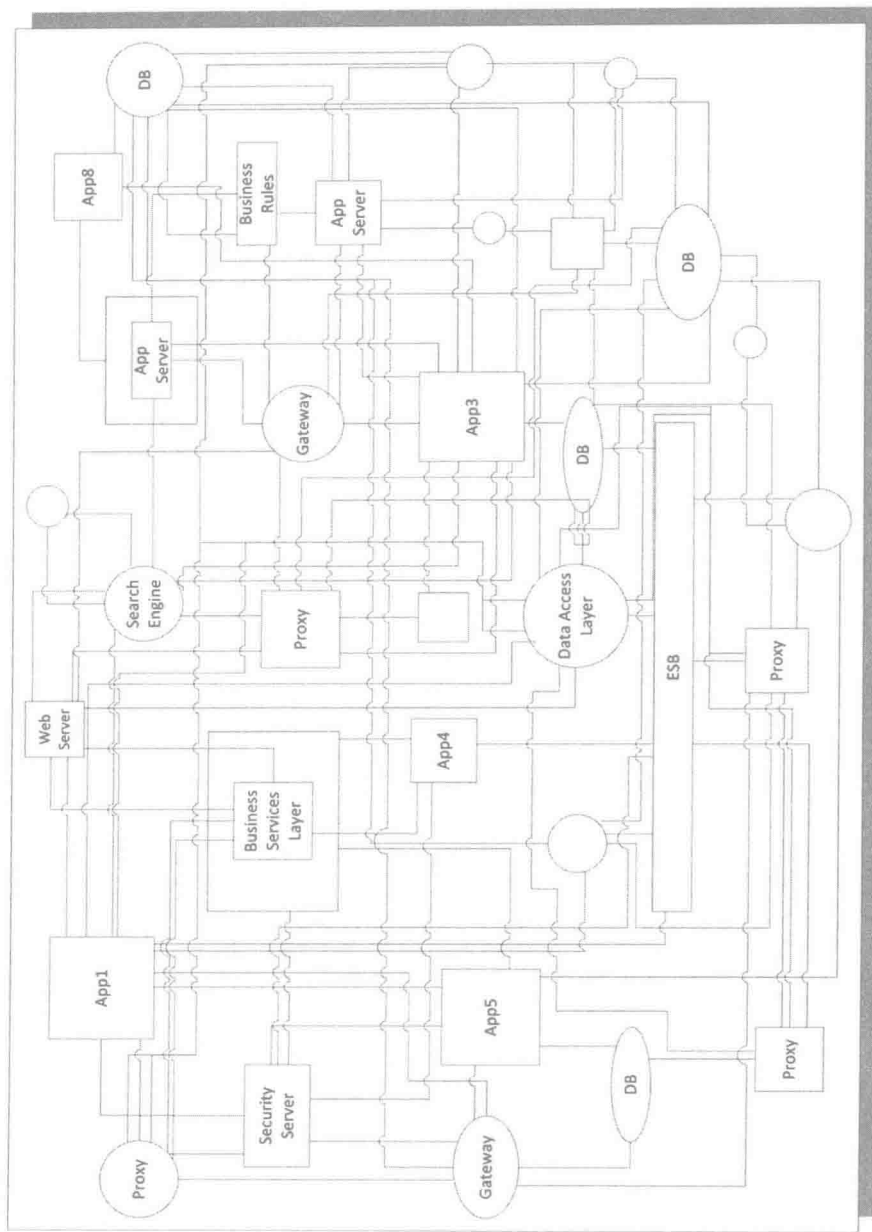 Web
Server
App8
App1
Proxy
Search
Engine
App
Server
DB
Security
Server
Business
Services
Layer
Proxy
Gateway
Business
Rules
App
Server
App4
App3
Gateway
App5
Data Access
Layer
DB
DB
ESB
DB
Proxy
Proxy